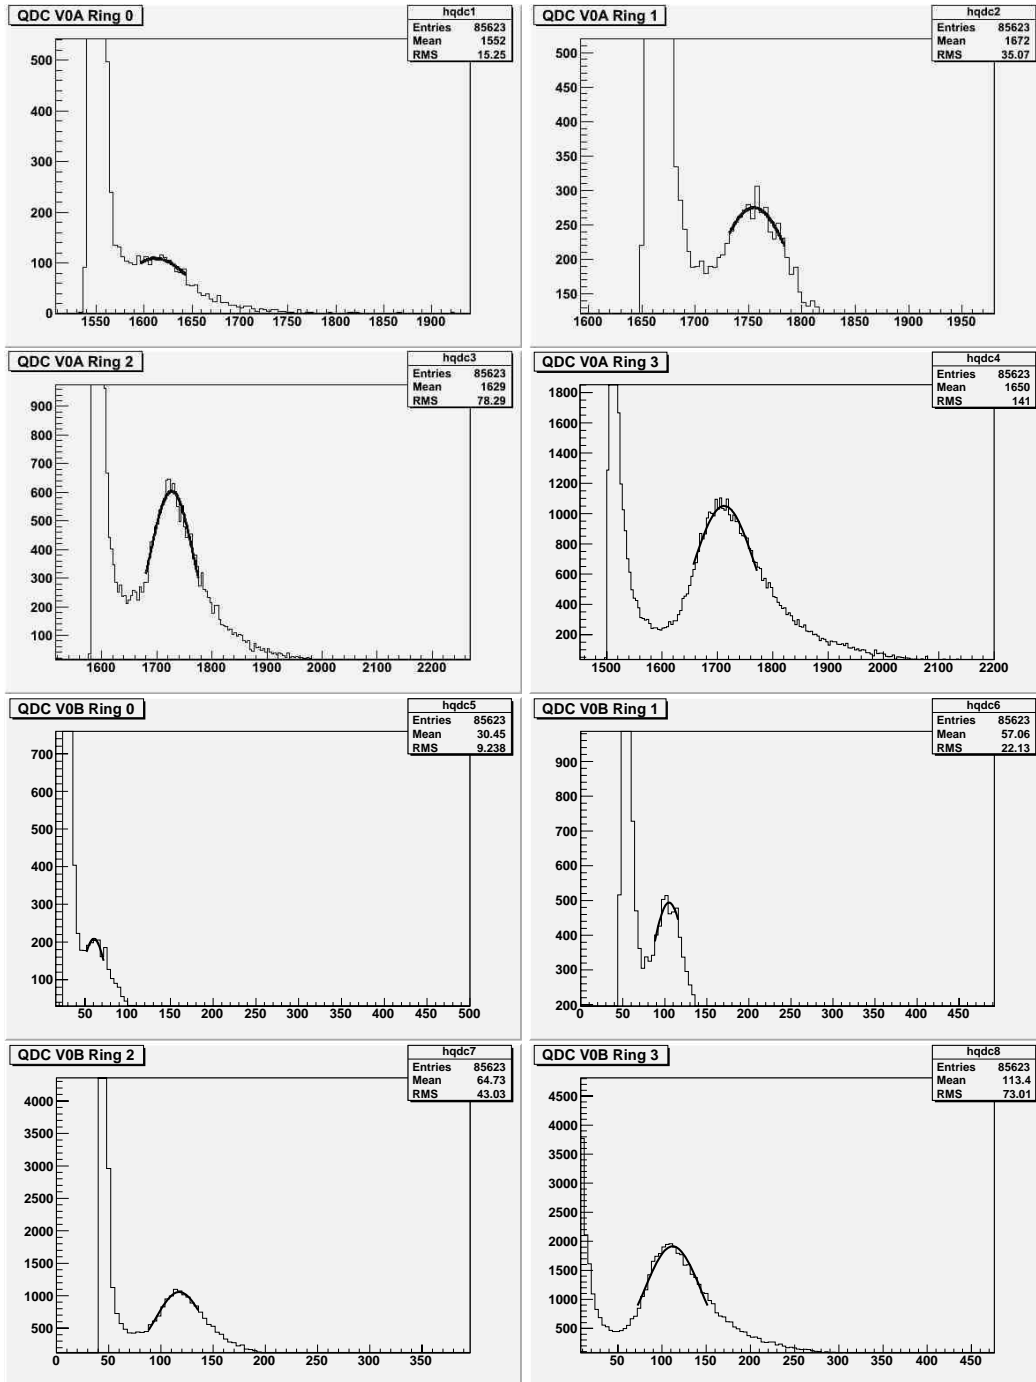 QDC V0A Ring 0
hqdc1
Entries 85623
Mean 1552
RMS 15.25
500
400
300
200
100
0
1550 1600 1650 1700 1750 1800 1850 1900
QDC V0A Ring 1
hqdc2
Entries 85623
Mean 1672
RMS 35.07
500
450
400
350
300
250
200
150
1600 1650 1700 1750 1800 1850 1900 1950
QDC V0A Ring 2
hqdc3
Entries 85623
Mean 1629
RMS 78.29
900
800
700
600
500
400
300
200
100
1600 1700 1800 1900 2000 2100 2200
QDC V0A Ring 3
hqdc4
Entries 85623
Mean 1650
RMS 141
1800
1600
1400
1200
1000
800
600
400
200
1500 1600 1700 1800 1900 2000 2100 2200
QDC V0B Ring 0
hqdc5
Entries 85623
Mean 30.45
RMS 9.238
700
600
500
400
300
200
100
50 100 150 200 250 300 350 400 450 500
QDC V0B Ring 1
hqdc6
Entries 85623
Mean 57.06
RMS 22.13
900
800
700
600
500
400
300
200
0 50 100 150 200 250 300 350 400 450
QDC V0B Ring 2
hqdc7
Entries 85623
Mean 64.73
RMS 43.03
4000
3500
3000
2500
2000
1500
1000
500
0 50 100 150 200 250 300 350
QDC V0B Ring 3
hqdc8
Entries 85623
Mean 113.4
RMS 73.01
4500
4000
3500
3000
2500
2000
1500
1000
500
50 100 150 200 250 300 350 400 450